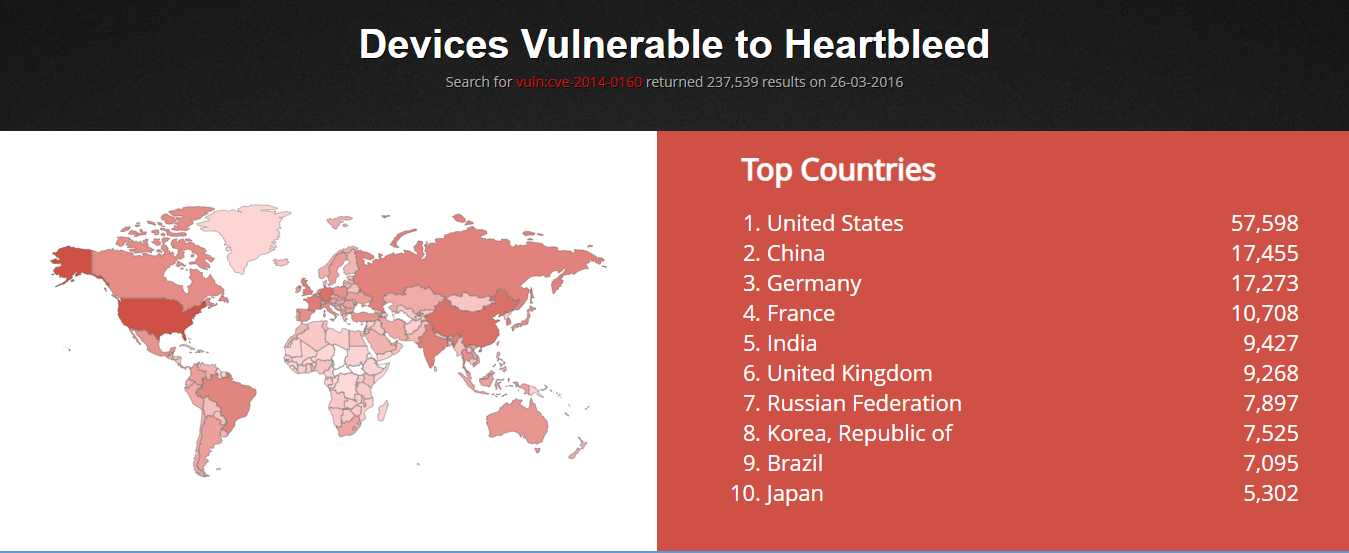 Devices Vulnerable to Heartbleed
Search for vuln:cve-2014-0160 returned 237,539 results on 26-03-2016
Top Countries
1. United States 57,598
2. China 17,455
3. Germany 17,273
4. France 10,708
5. India 9,427
6. United Kingdom 9,268
7. Russian Federation 7,897
8. Korea, Republic of 7,525
9. Brazil 7,095
10. Japan 5,302